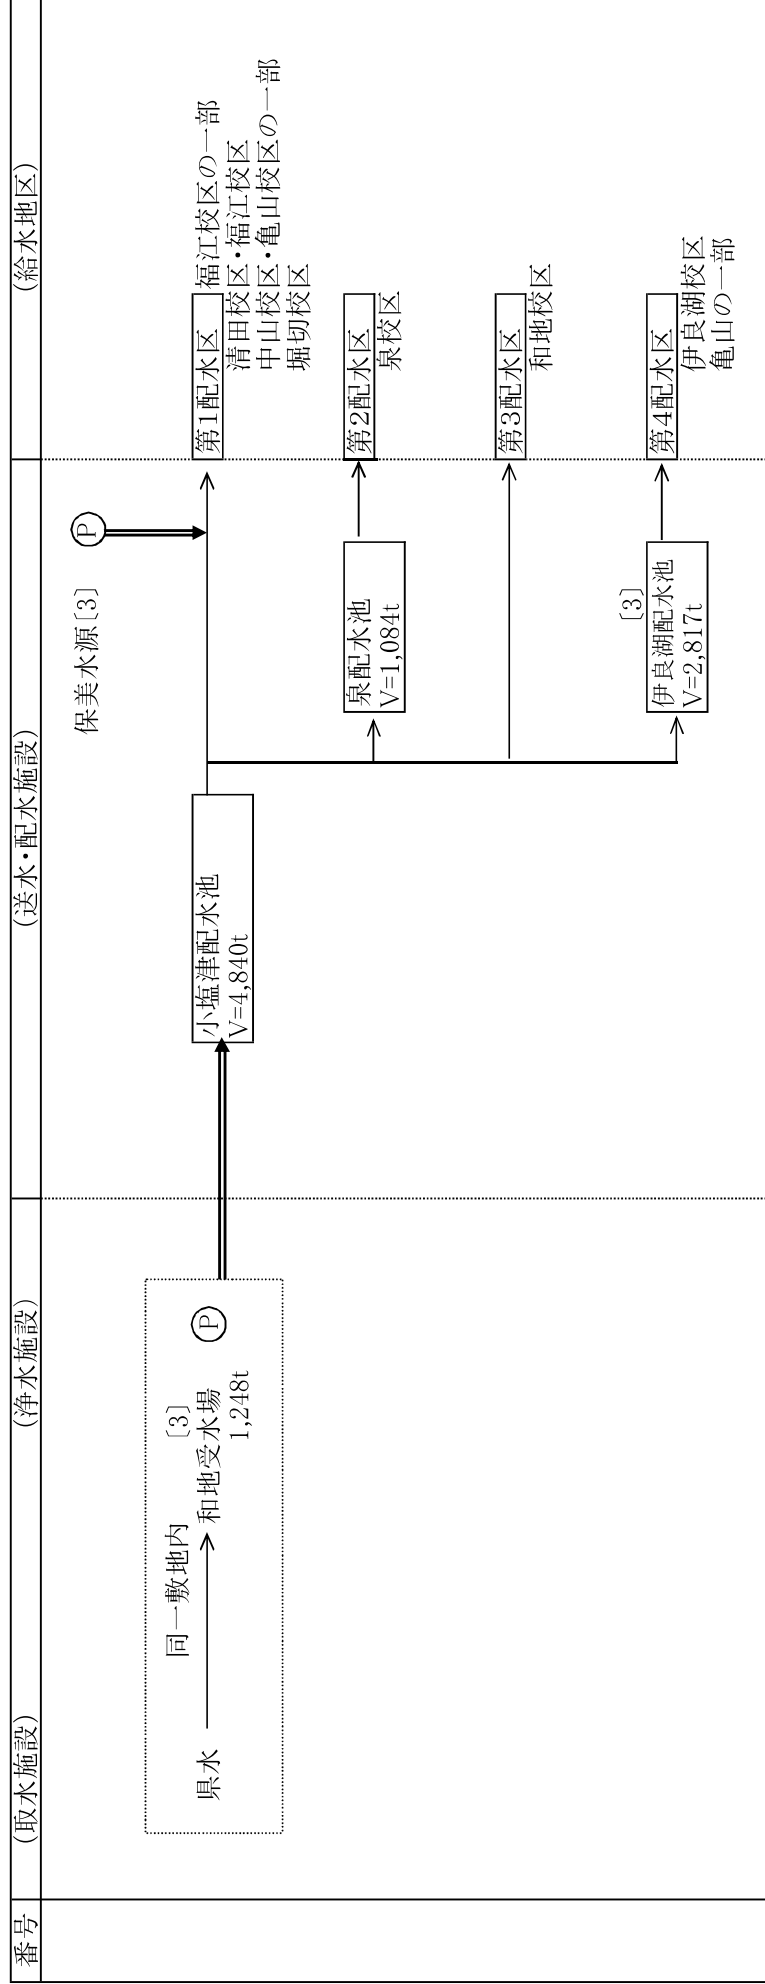 番号
(取水施設)
(浄水施設)
(送水・配水施設)
(給水地区)
県水
同一敷地内
[3]
和地受水場
1,248t
P
小塩津配水池
V=4,840t
保美水源[3]
P
第1配水区
福江校区の一部
清田校区・福江校区
中山校区・亀山校区の一部
堀切校区
泉配水池
V=1,084t
第2配水区
泉校区
第3配水区
和地校区
[3]
伊良湖配水池
V=2,817t
第4配水区
伊良湖校区
亀山の一部